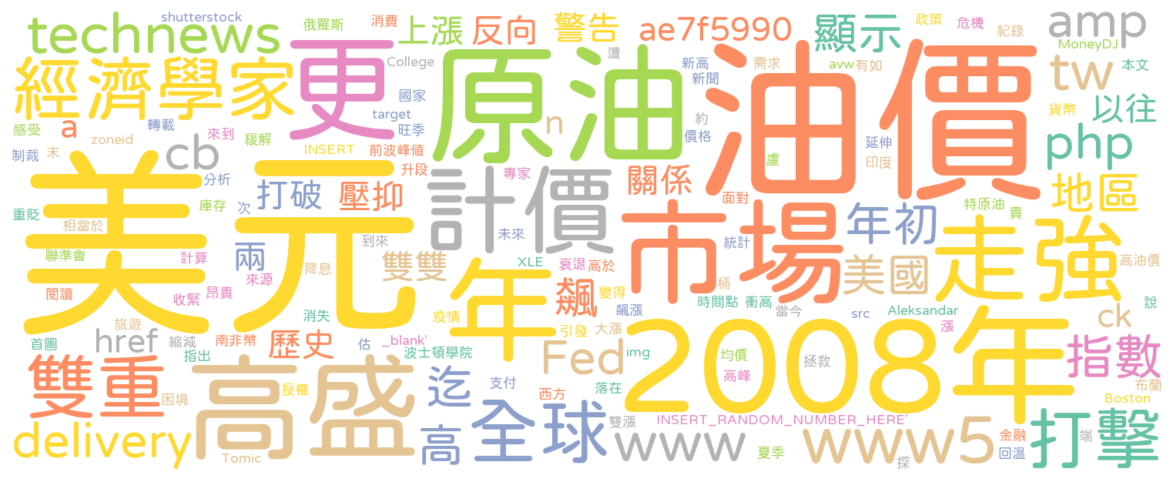 shutterstock
俄羅斯
消費
上漲
反向
警告
ae7f5990
顯示
政策
危機
紀錄
amp
technews
更
原油
油價
College
遭
新高
新聞
需求
avw
有如
MoneyDJ
本文
tw
經濟學家
國家
target
旺季
約
價格
貨幣
以往
感受
a
zoneid
轉載
來到
緩解
INSERT
前波峰值
n
延伸
印度
php
制裁
末
cb
分析
升段
專家
盧
關係
面對
地區
美元
重貶
庫存
次
打破
壓抑
計價
市場
年初
特原油
貴
走強
相當於
兩
到來
未來
統計
聯準會
計算
來源
降息
雙雙
XLE
衰退
高於
桶
美國
高油價
閱讀
收緊
昂貴
年
飆
變得
時間點
衝高
當今
src
Aleksandar
說
旅遊
消失
疫情
引發
大漲
飆漲
2008年
漲
ck
首圖
href
縮減
指出
南非幣
歷史
估
_blank'
波士頓學院
Fed
img
均價
高峰
拯救
指數
雙重
困境
高盛
授權
迄
支付
西方
落在
布蘭
Boston
delivery
Tomic
高
全球
雙漲
www
INSERT_RANDOM_NUMBER_HERE'
夏季
www5
探
金融
回溫
打擊
端